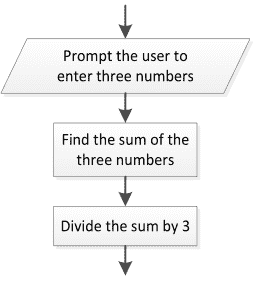 Prompt the user to
enter three numbers
Find the sum of the
three numbers
Divide the sum by 3